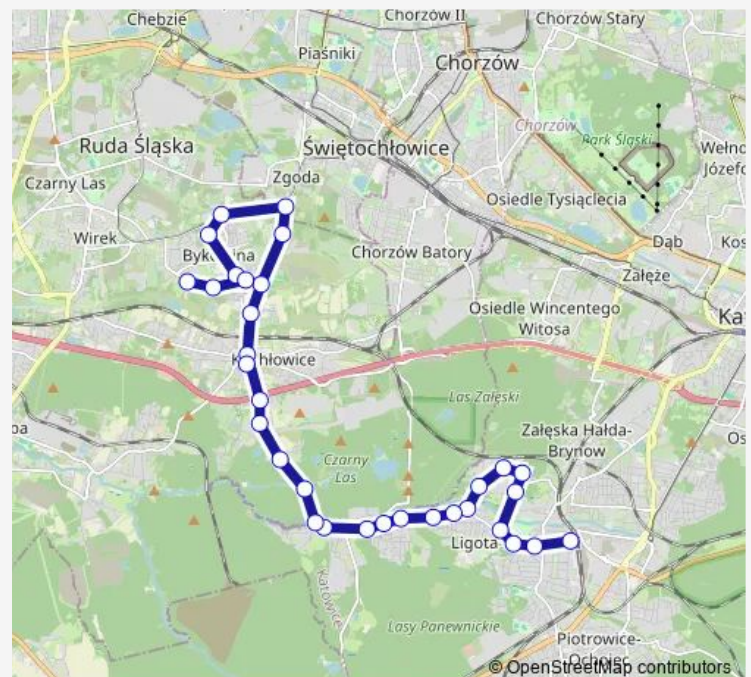 Chebzie
Chorzów II
Chorzów Stary
Piaśniki
Chorzów
Chorzów
Park Śląski
Ruda Śląska
Świętochłowice
Wełno
Józefo
Czarny Las
Zgoda
Osiedle Tysiąclecia
Wirek
Dąb
Kos
Chorzów Batory
Załęże
Osiedle Wincentego
Witosa
Ka
Las Załęski
Załęska Hałda-
Brynow
Os
Czarny
Las
Ligota
Katowice
Lasy Panewnickie
Piotrowice-
Ochojec
© OpenStreetMap contributors